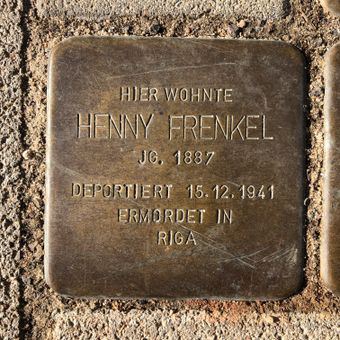 HIER WOHNTE
HENNY FRENKEL
JG. 1887
DEPORTIERT 15.12.1941
ERMORDET IN
RIGA